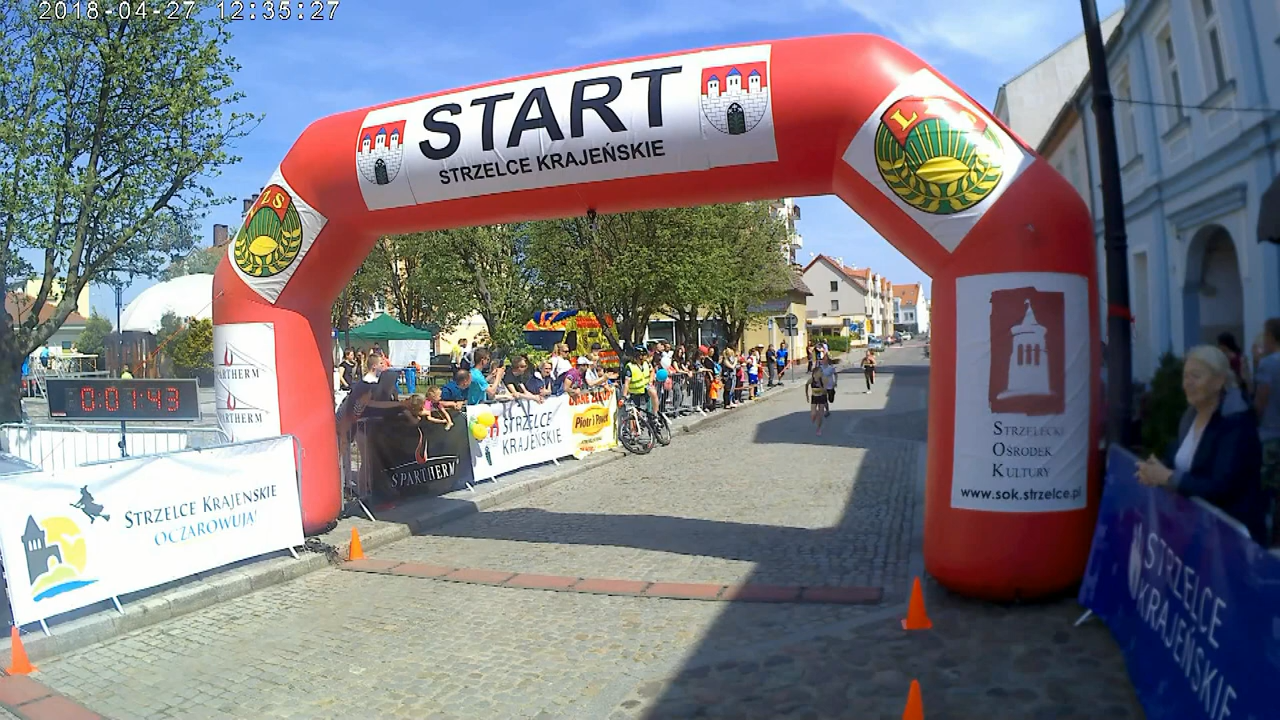 2018-04-27 12:35:27
START
STRZELCE KRAJEŃSKIE
LZS
SPARTHERM
SPARTHERM
0:01:43
STRZELCE KRAJEŃSKIE
OCZAROWUJĄ!
SPARTHERM
STRZELCE
KRAJEŃSKIE
Piotr i Paweł
STRZELECKI
OŚRODEK
KULTURY
www.sok.strzelce.pl
STRZELCE
KRAJEŃSKIE